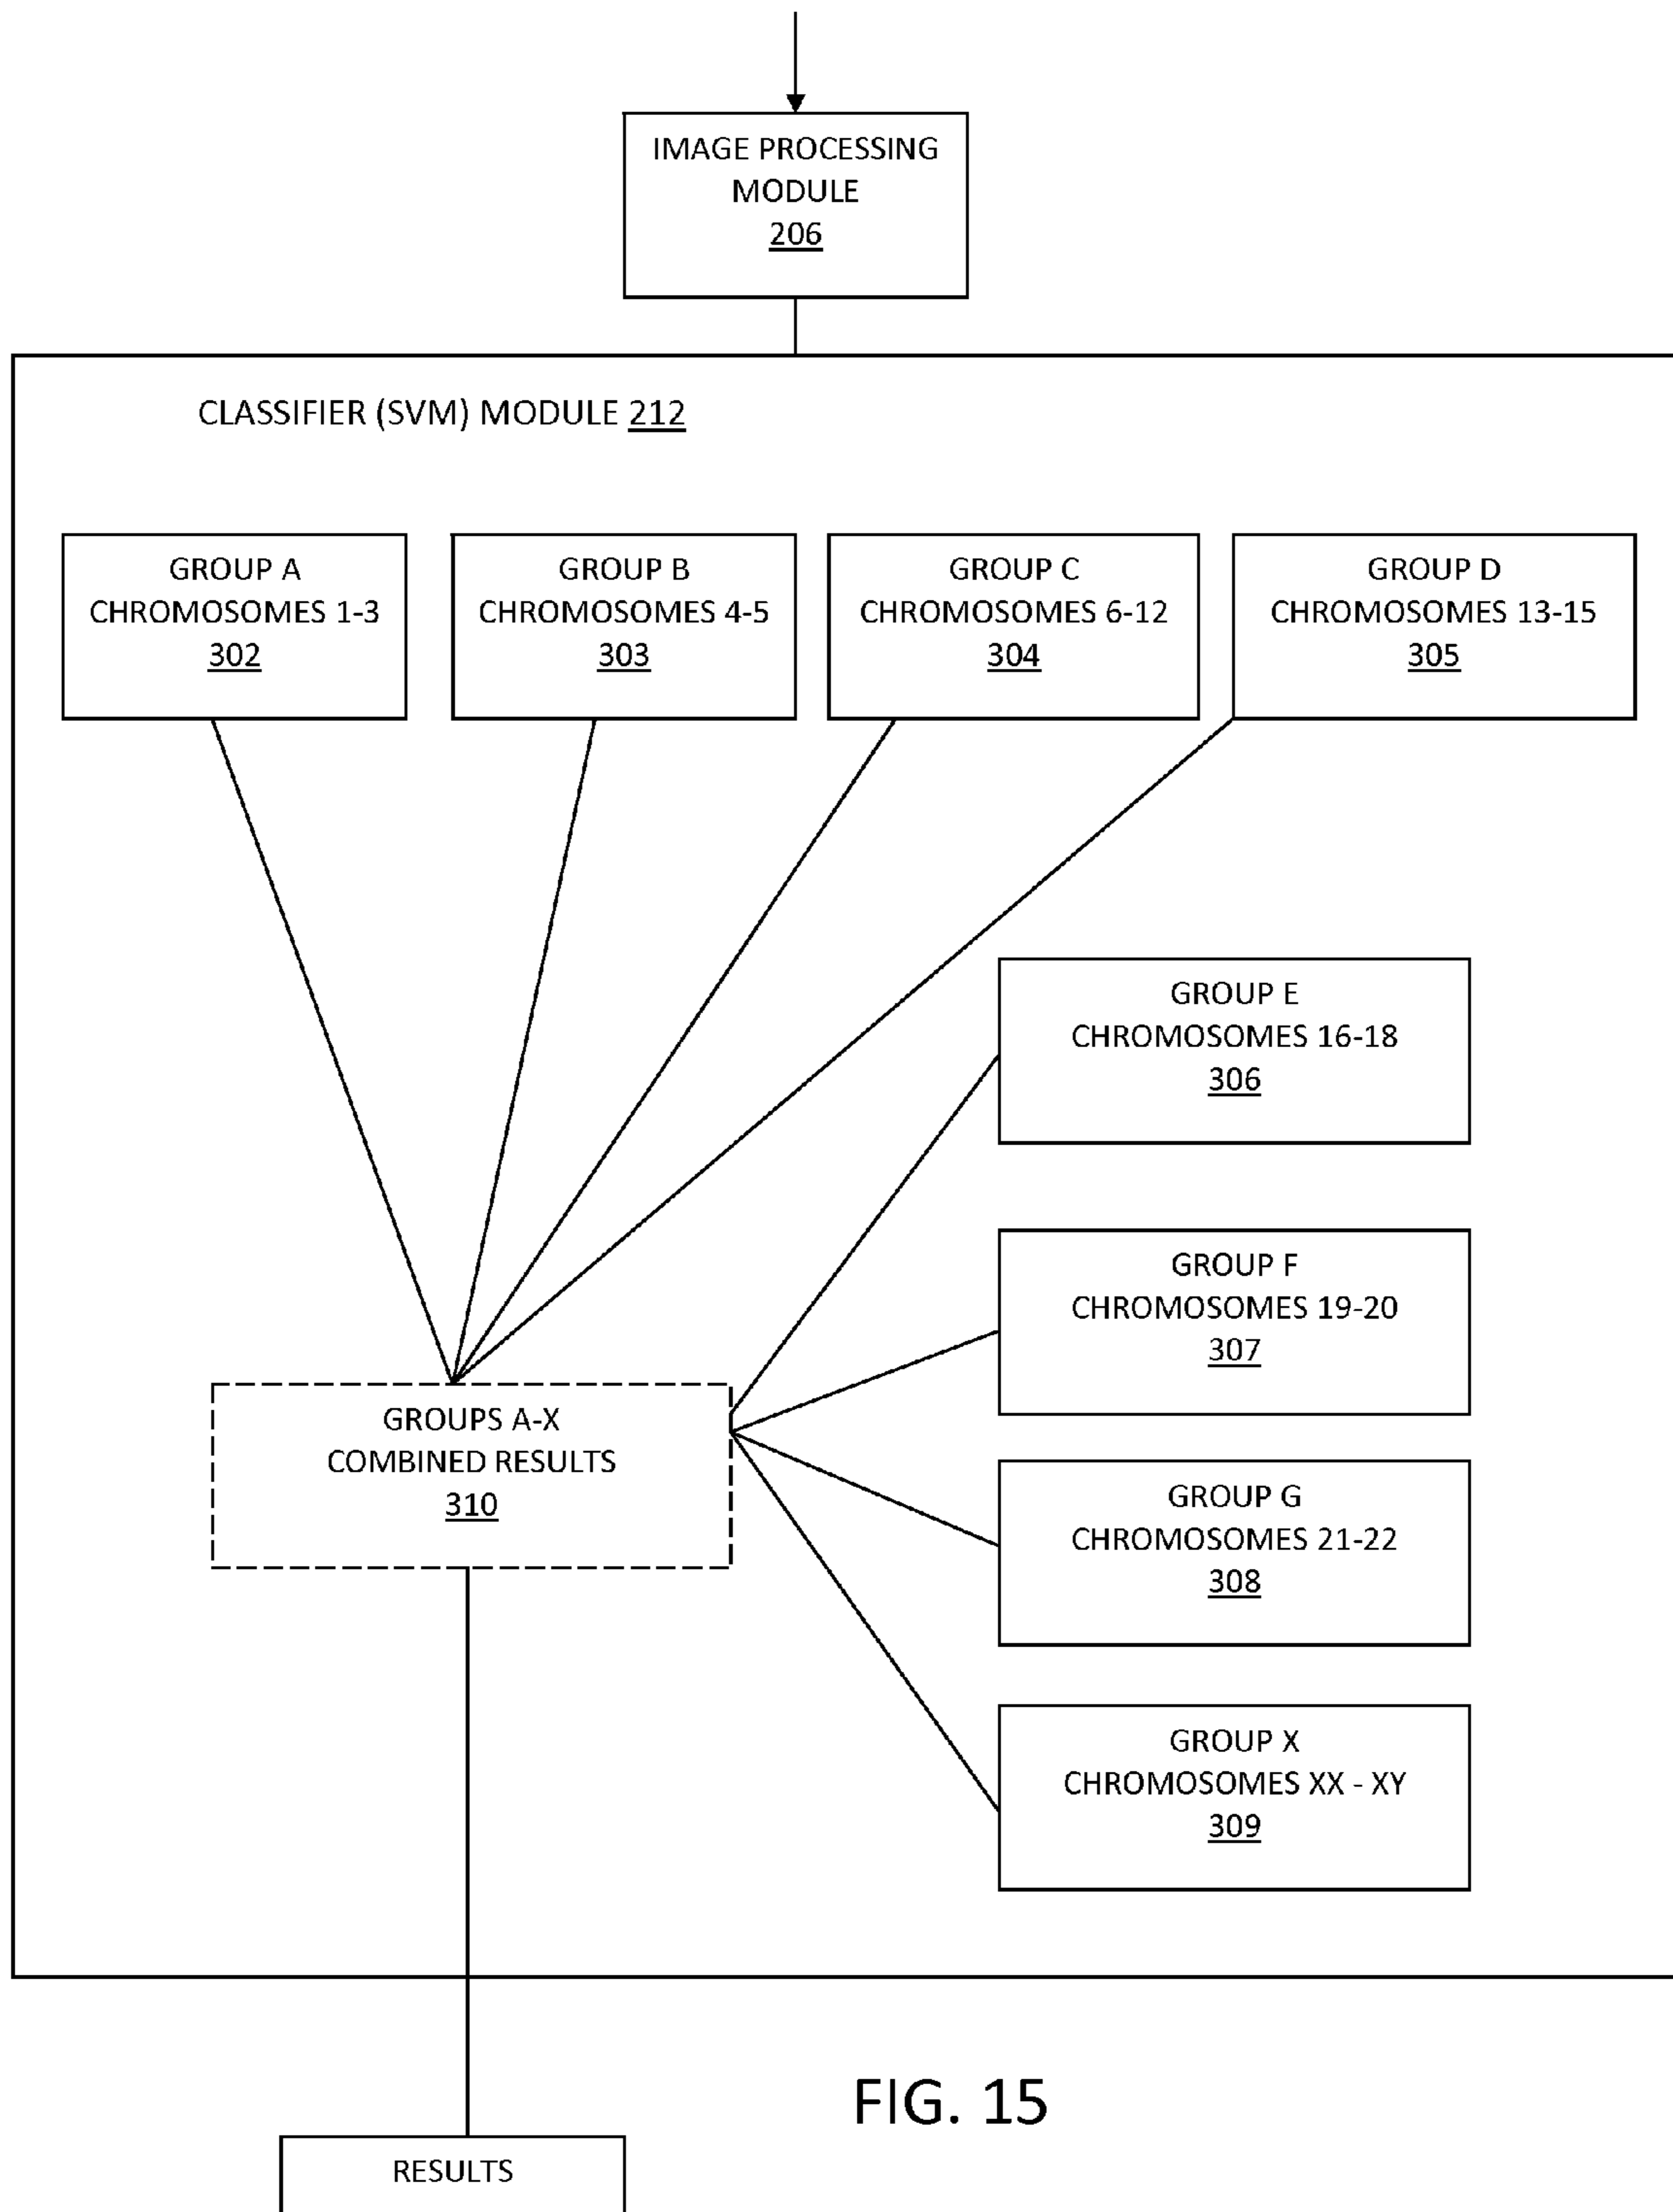 IMAGE PROCESSING
MODULE
206
CLASSIFIER (SVM) MODULE 212
GROUP A
CHROMOSOMES 1-3
302
GROUP B
CHROMOSOMES 4-5
303
GROUP C
CHROMOSOMES 6-12
304
GROUP D
CHROMOSOMES 13-15
305
GROUP E
CHROMOSOMES 16-18
306
GROUP F
CHROMOSOMES 19-20
307
GROUPS A-X
COMBINED RESULTS
310
GROUP G
CHROMOSOMES 21-22
308
GROUP X
CHROMOSOMES XX - XY
309
FIG. 15
RESULTS